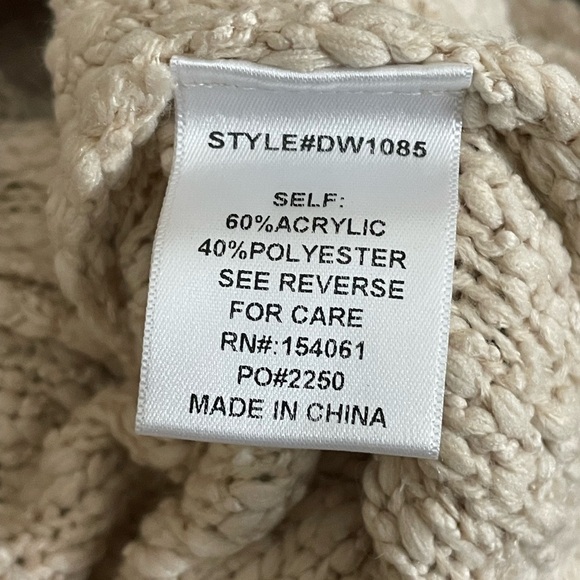 STYLE#DW1085
SELF:
60%ACRYLIC
40%POLYESTER
SEE REVERSE
FOR CARE
RN#:154061
PO#2250
MADE IN CHINA